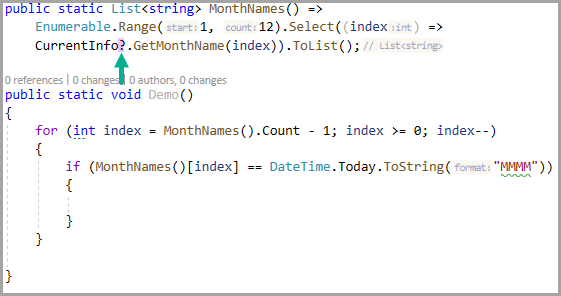 public static List<string> MonthNames() =>
Enumerable.Range(start:1, count:12).Select((index:int) =>
CurrentInfo?.GetMonthName(index)).ToList(); // List<string>
0 references | 0 changes | 0 authors, 0 changes
public static void Demo()
{
for (int index = MonthNames().Count - 1; index >= 0; index--)
{
if (MonthNames()[index] == DateTime.Today.ToString(format:"MMMM"))
{
}
}
}